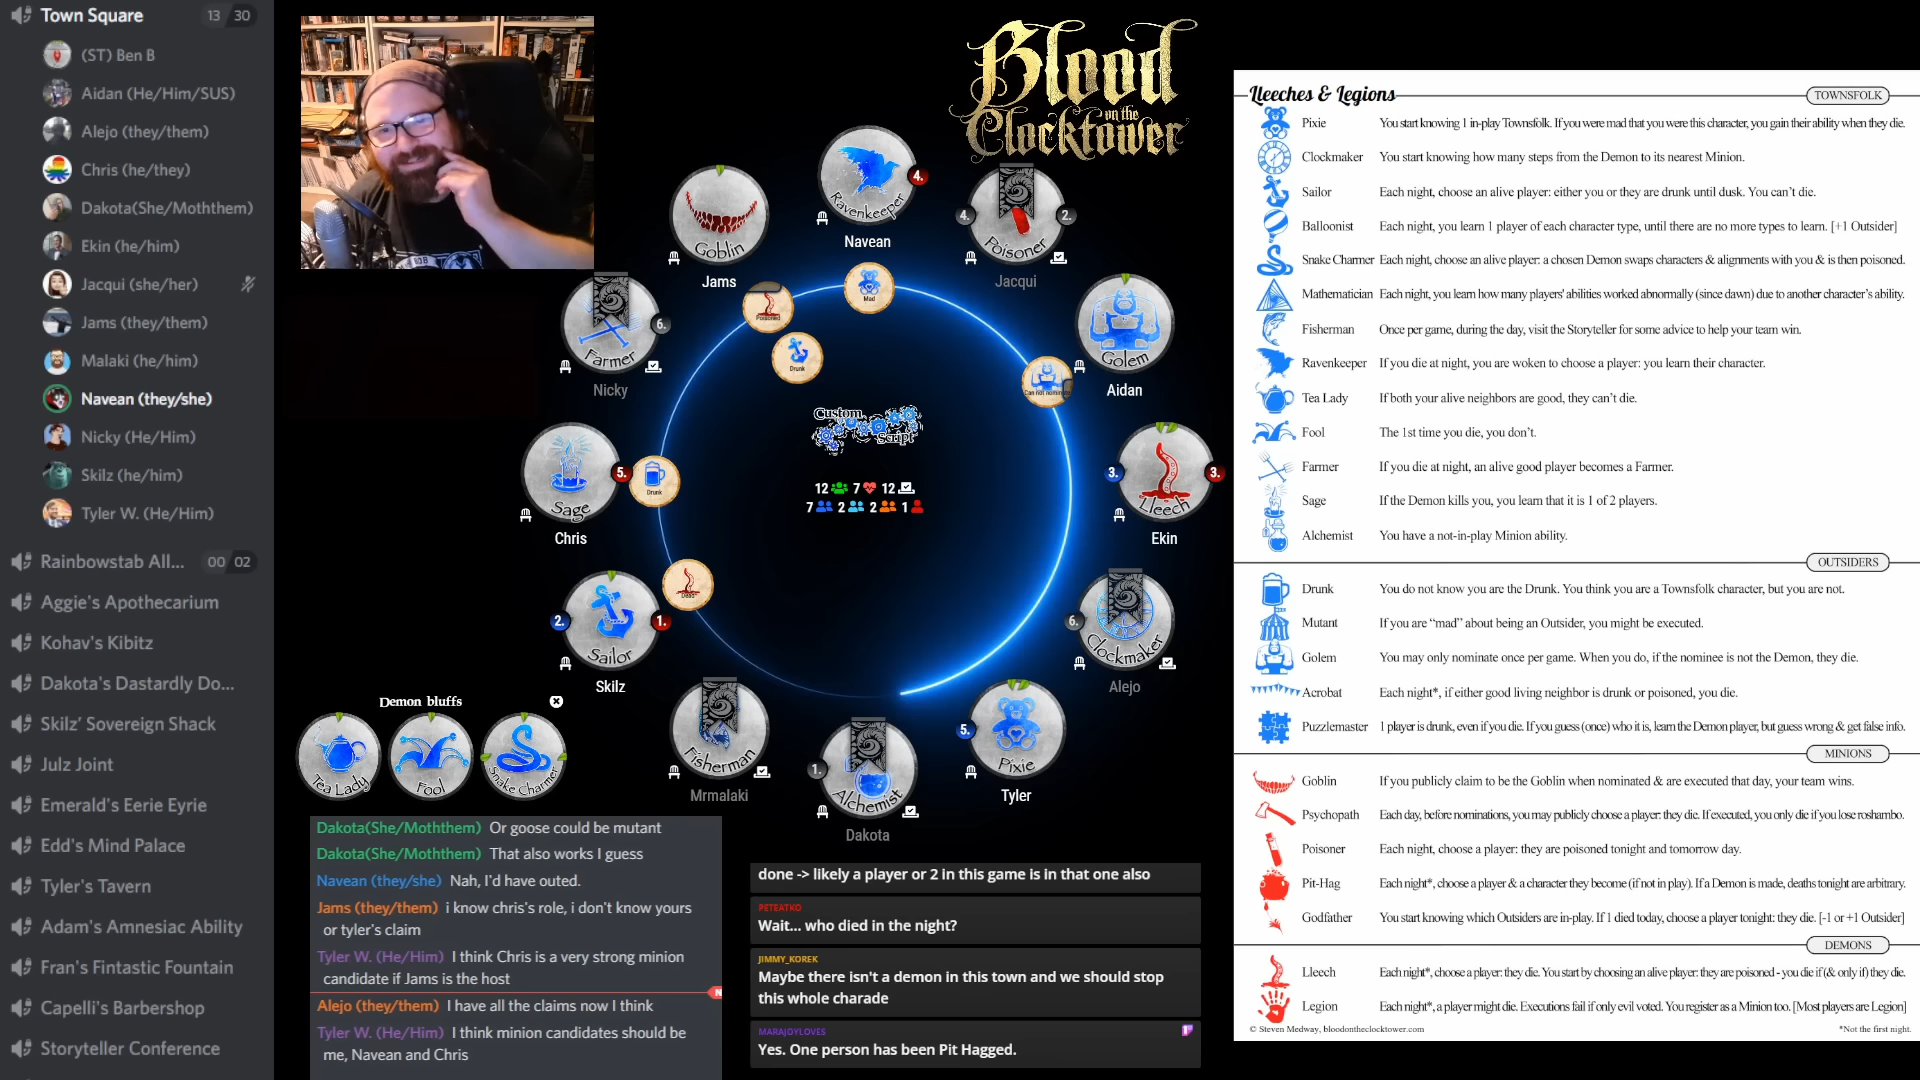 Town Square
13 / 30
(ST) Ben B
Aidan (He/Him/SUS)
Alejo (they/them)
Chris (he/they)
Dakota(She/Moththem)
Ekin (he/him)
Jacqui (she/her)
Jams (they/them)
Malaki (he/him)
Navean (they/she)
Nicky (He/Him)
Skilz (he/him)
Tyler W. (He/Him)
Rainbowstab All...
00 / 02
Aggie's Apothecarium
Kohav's Kibitz
Dakota's Dastardly Do...
Skilz’ Sovereign Shack
Julz Joint
Emerald's Eerie Eyrie
Edd's Mind Palace
Tyler's Tavern
Adam's Amnesiac Ability
Fran's Fintastic Fountain
Capelli's Barbershop
Storyteller Conference
Blood
on the
Clocktower
Ravenkeeper
4.
Navean
Mad
Goblin
Jams
Poisoned
Drunk
4.
Poisoner
2.
Jacqui
Golem
Aidan
Can not nominate
3.
Lleech
3.
Ekin
6.
Clockmaker
Alejo
5.
Pixie
Tyler
1.
Alchemist
Dakota
Fisherman
Mrmalaki
2.
Sailor
1.
Skilz
Sage
5.
Drunk
Chris
Farmer
6.
Nicky
Custom
Script
12 7 12
7 2 2 1
Demon bluffs
Tea Lady
Fool
Snake Charmer
Dakota(She/Moththem) Or goose could be mutant
Dakota(She/Moththem) That also works I guess
Navean (they/she) Nah, I'd have outed.
Jams (they/them) i know chris's role, i don't know yours
or tyler's claim
Tyler W. (He/Him) I think Chris is a very strong minion
candidate if Jams is the host
Alejo (they/them) I have all the claims now I think
Tyler W. (He/Him) I think minion candidates should be
me, Navean and Chris
done -> likely a player or 2 in this game is in that one also
PETEATKO
Wait... who died in the night?
JIMMY_KOREK
Maybe there isn't a demon in this town and we should stop
this whole charade
MARAJOYLOVES
Yes. One person has been Pit Hagged.
Lleeches & Legions
TOWNSFOLK
Pixie You start knowing 1 in-play Townsfolk. If you were mad that you were this character, you gain their ability when they die.
Clockmaker You start knowing how many steps from the Demon to its nearest Minion.
Sailor Each night, choose an alive player: either you or they are drunk until dusk. You can't die.
Balloonist Each night, you learn 1 player of each character type, until there are no more types to learn. [+1 Outsider]
Snake Charmer Each night, choose an alive player: a chosen Demon swaps characters & alignments with you & is then poisoned.
Mathematician Each night, you learn how many players' abilities worked abnormally (since dawn) due to another character's ability.
Fisherman Once per game, during the day, visit the Storyteller for some advice to help your team win.
Ravenkeeper If you die at night, you are woken to choose a player: you learn their character.
Tea Lady If both your alive neighbors are good, they can't die.
Fool The 1st time you die, you don't.
Farmer If you die at night, an alive good player becomes a Farmer.
Sage If the Demon kills you, you learn that it is 1 of 2 players.
Alchemist You have a not-in-play Minion ability.
OUTSIDERS
Drunk You do not know you are the Drunk. You think you are a Townsfolk character, but you are not.
Mutant If you are “mad” about being an Outsider, you might be executed.
Golem You may only nominate once per game. When you do, if the nominee is not the Demon, they die.
Acrobat Each night*, if either good living neighbor is drunk or poisoned, you die.
Puzzlemaster 1 player is drunk, even if you die. If you guess (once) who it is, learn the Demon player, but guess wrong & get false info.
MINIONS
Goblin If you publicly claim to be the Goblin when nominated & are executed that day, your team wins.
Psychopath Each day, before nominations, you may publicly choose a player: they die. If executed, you only die if you lose roshambo.
Poisoner Each night, choose a player: they are poisoned tonight and tomorrow day.
Pit-Hag Each night*, choose a player & a character they become (if not in play). If a Demon is made, deaths tonight are arbitrary.
Godfather You start knowing which Outsiders are in-play. If 1 died today, choose a player tonight: they die. [-1 or +1 Outsider]
DEMONS
Lleech Each night*, choose a player: they die. You start by choosing an alive player: they are poisoned - you die if (& only if) they die.
Legion Each night*, a player might die. Executions fail if only evil voted. You register as a Minion too. [Most players are Legion]
© Steven Medway, bloodontheclocktower.com
*Not the first night.